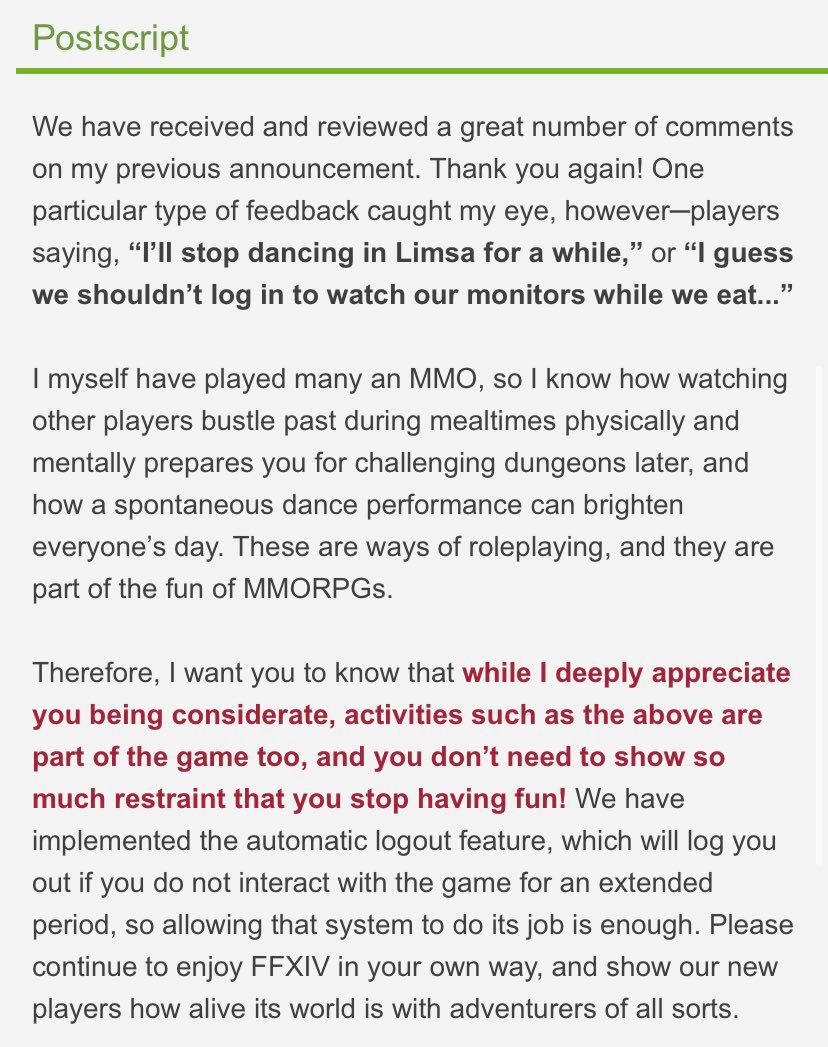 Postscript
We have received and reviewed a great number of comments
on my previous announcement. Thank you again! One
particular type of feedback caught my eye, however—players
saying, “I’ll stop dancing in Limsa for a while,” or “I guess
we shouldn’t log in to watch our monitors while we eat...”
I myself have played many an MMO, so I know how watching
other players bustle past during mealtimes physically and
mentally prepares you for challenging dungeons later, and
how a spontaneous dance performance can brighten
everyone’s day. These are ways of roleplaying, and they are
part of the fun of MMORPGs.
Therefore, I want you to know that while I deeply appreciate
you being considerate, activities such as the above are
part of the game too, and you don’t need to show so
much restraint that you stop having fun! We have
implemented the automatic logout feature, which will log you
out if you do not interact with the game for an extended
period, so allowing that system to do its job is enough. Please
continue to enjoy FFXIV in your own way, and show our new
players how alive its world is with adventurers of all sorts.